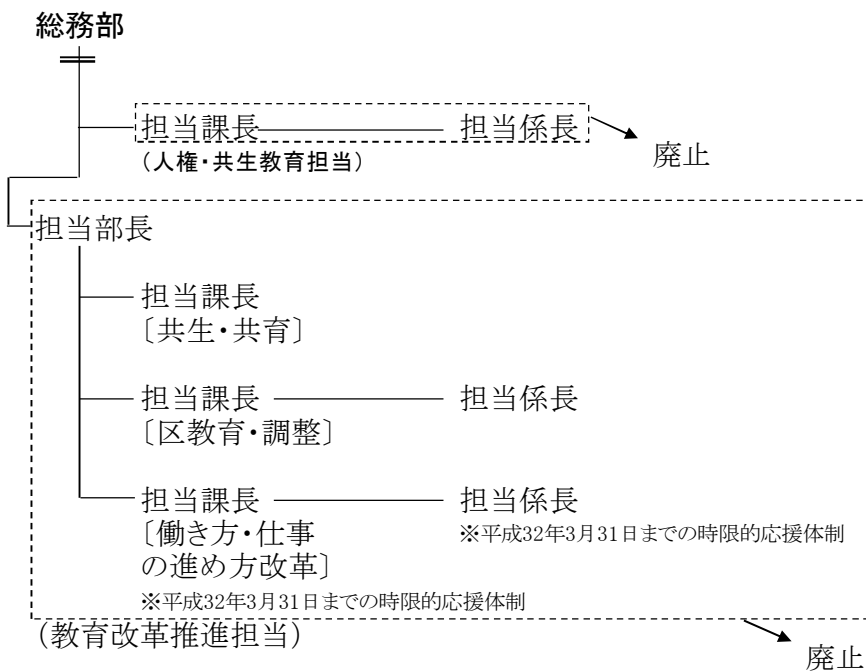 総務部
担当課長 担当係長
(人権・共生教育担当)
廃止
担当部長
担当課長
〔共生・共育〕
担当課長 担当係長
〔区教育・調整〕
担当課長 担当係長
〔働き方・仕事
の進め方改革〕
※平成32年3月31日までの時限的応援体制
※平成32年3月31日までの時限的応援体制
(教育改革推進担当)
廃止